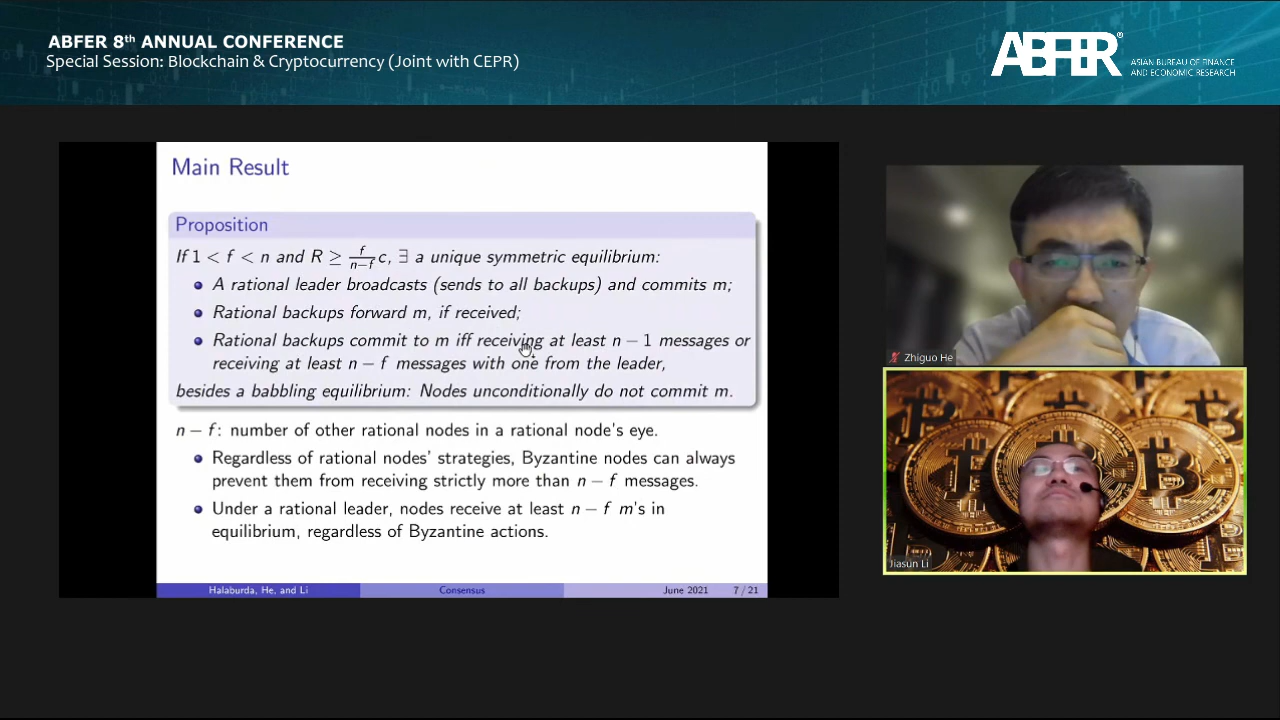 ABFER 8th ANNUAL CONFERENCE
Special Session: Blockchain & Cryptocurrency (Joint with CEPR)
ABFER®
ASIAN BUREAU OF FINANCE
AND ECONOMIC RESEARCH
Main Result
Proposition
If 1 < f < n and R ≥ f/(n−f) c, ∃ a unique symmetric equilibrium:
• A rational leader broadcasts (sends to all backups) and commits m;
• Rational backups forward m, if received;
• Rational backups commit to m iff receiving at least n − 1 messages or
receiving at least n − f messages with one from the leader,
besides a babbling equilibrium: Nodes unconditionally do not commit m.
n − f: number of other rational nodes in a rational node's eye.
• Regardless of rational nodes' strategies, Byzantine nodes can always
prevent them from receiving strictly more than n − f messages.
• Under a rational leader, nodes receive at least n − f m's in
equilibrium, regardless of Byzantine actions.
Halaburda, He, and Li Consensus June 2021 7 / 21
Zhiguo He
Jiasun Li